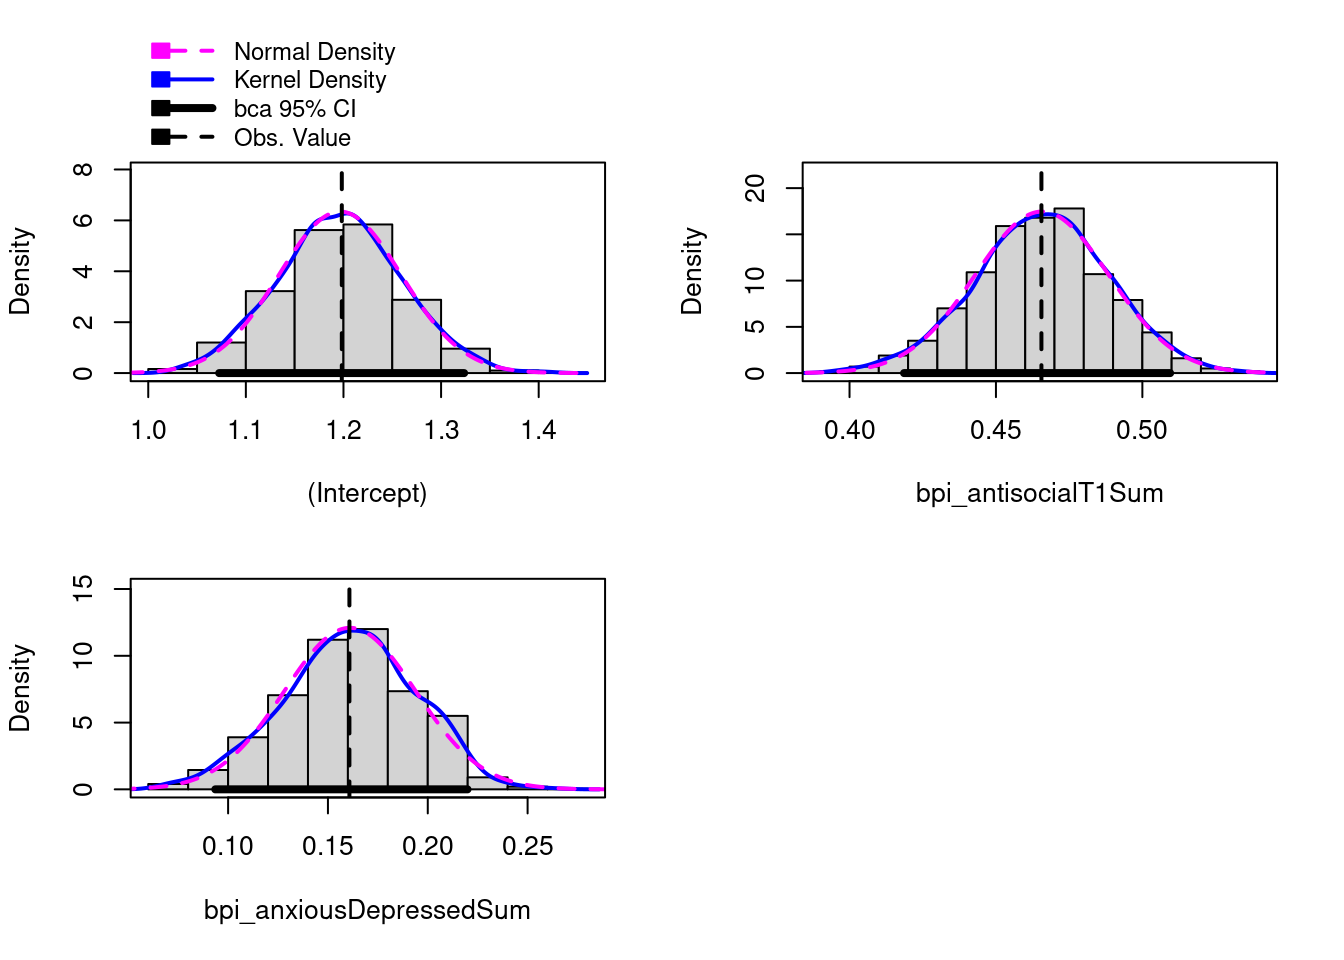 Normal Density
Kernel Density
bca 95% CI
Obs. Value
Density
8
6
4
2
0
1.0 1.1 1.2 1.3 1.4
(Intercept)
Density
20
10
5
0
0.40 0.45 0.50
bpi_antisocialT1Sum
Density
15
10
5
0
0.10 0.15 0.20 0.25
bpi_anxiousDepressedSum